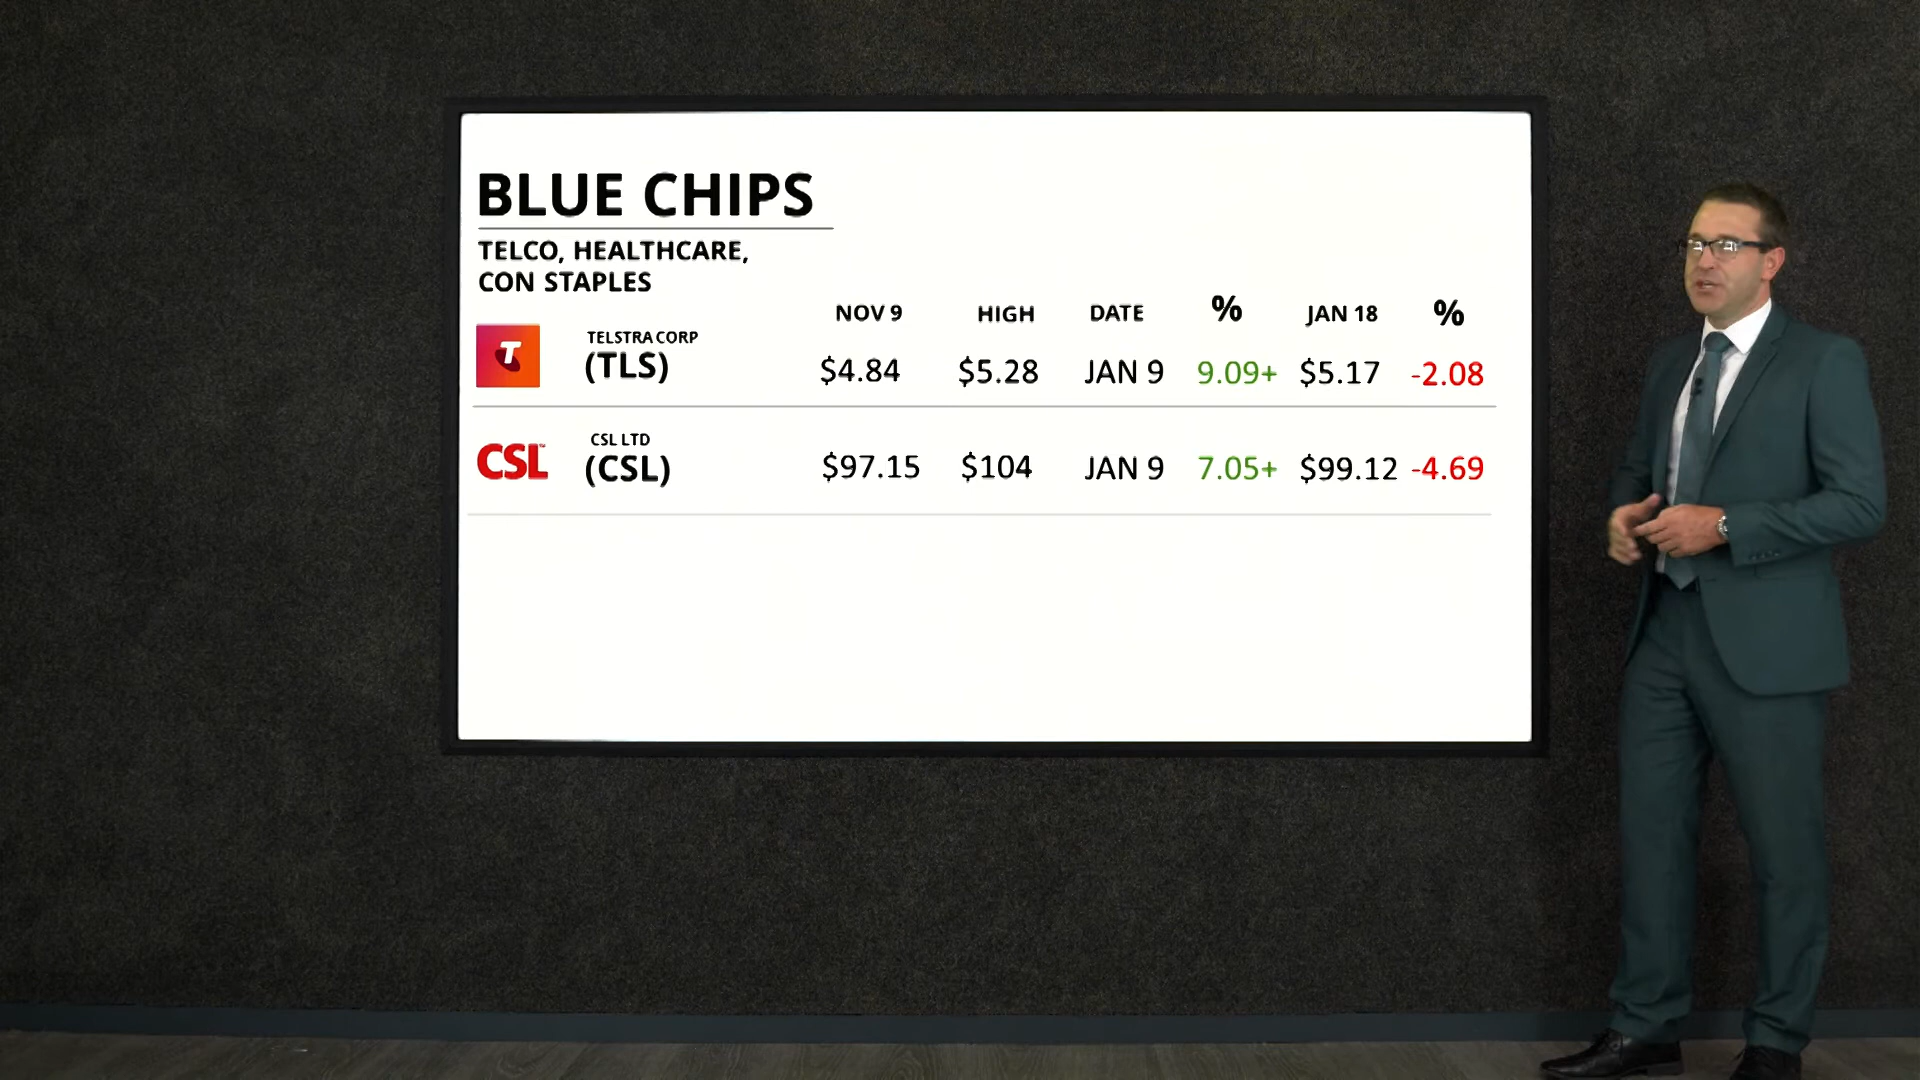 BLUE CHIPS
TELCO, HEALTHCARE,
CON STAPLES
NOV 9 HIGH DATE % JAN 18 %
T TELSTRA CORP
(TLS) $4.84 $5.28 JAN 9 9.09+ $5.17 -2.08
CSL™ CSL LTD
(CSL) $97.15 $104 JAN 9 7.05+ $99.12 -4.69